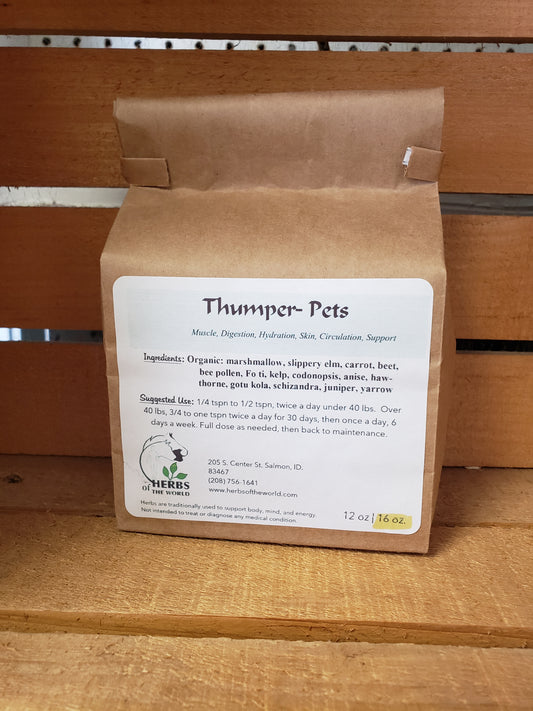 Thumper- Pets
Muscle, Digestion, Hydration, Skin, Circulation, Support
Ingredients: Organic: marshmallow, slippery elm, carrot, beet,
bee pollen, Fo ti, kelp, codonopsis, anise, haw-
thorne, gotu kola, schizandra, juniper, yarrow
Suggested Use: 1/4 tspn to 1/2 tspn, twice a day under 40 lbs. Over
40 lbs, 3/4 to one tspn twice a day for 30 days, then once a day, 6
days a week. Full dose as needed, then back to maintenance.
of HERBS
THE WORLD
205 S. Center St. Salmon, ID.
83467
(208) 756.1641
www.herbsoftheworld.com
Herbs are traditionally used to support body, mind, and energy.
Not intended to treat or diagnose any medical condition.
12 oz | 16 oz.